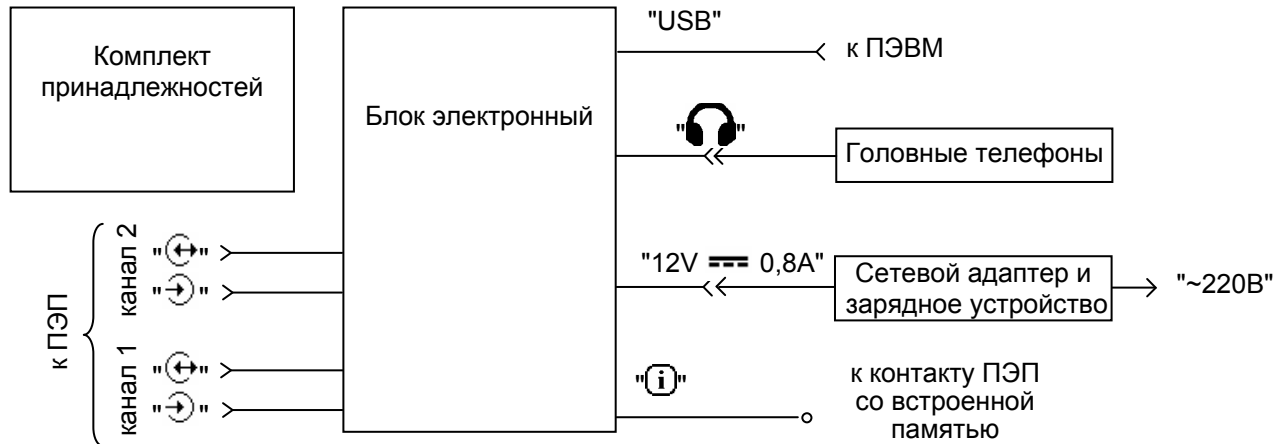 Комплект
принадлежностей
Блок электронный
"USB"
к ПЭВМ
" "
Головные телефоны
"12V 0,8A"
Сетевой адаптер и
зарядное устройство
"~220В"
"i"
к контакту ПЭП
со встроенной
памятью
к ПЭП
канал 2
" "
" "
канал 1
" "
" "